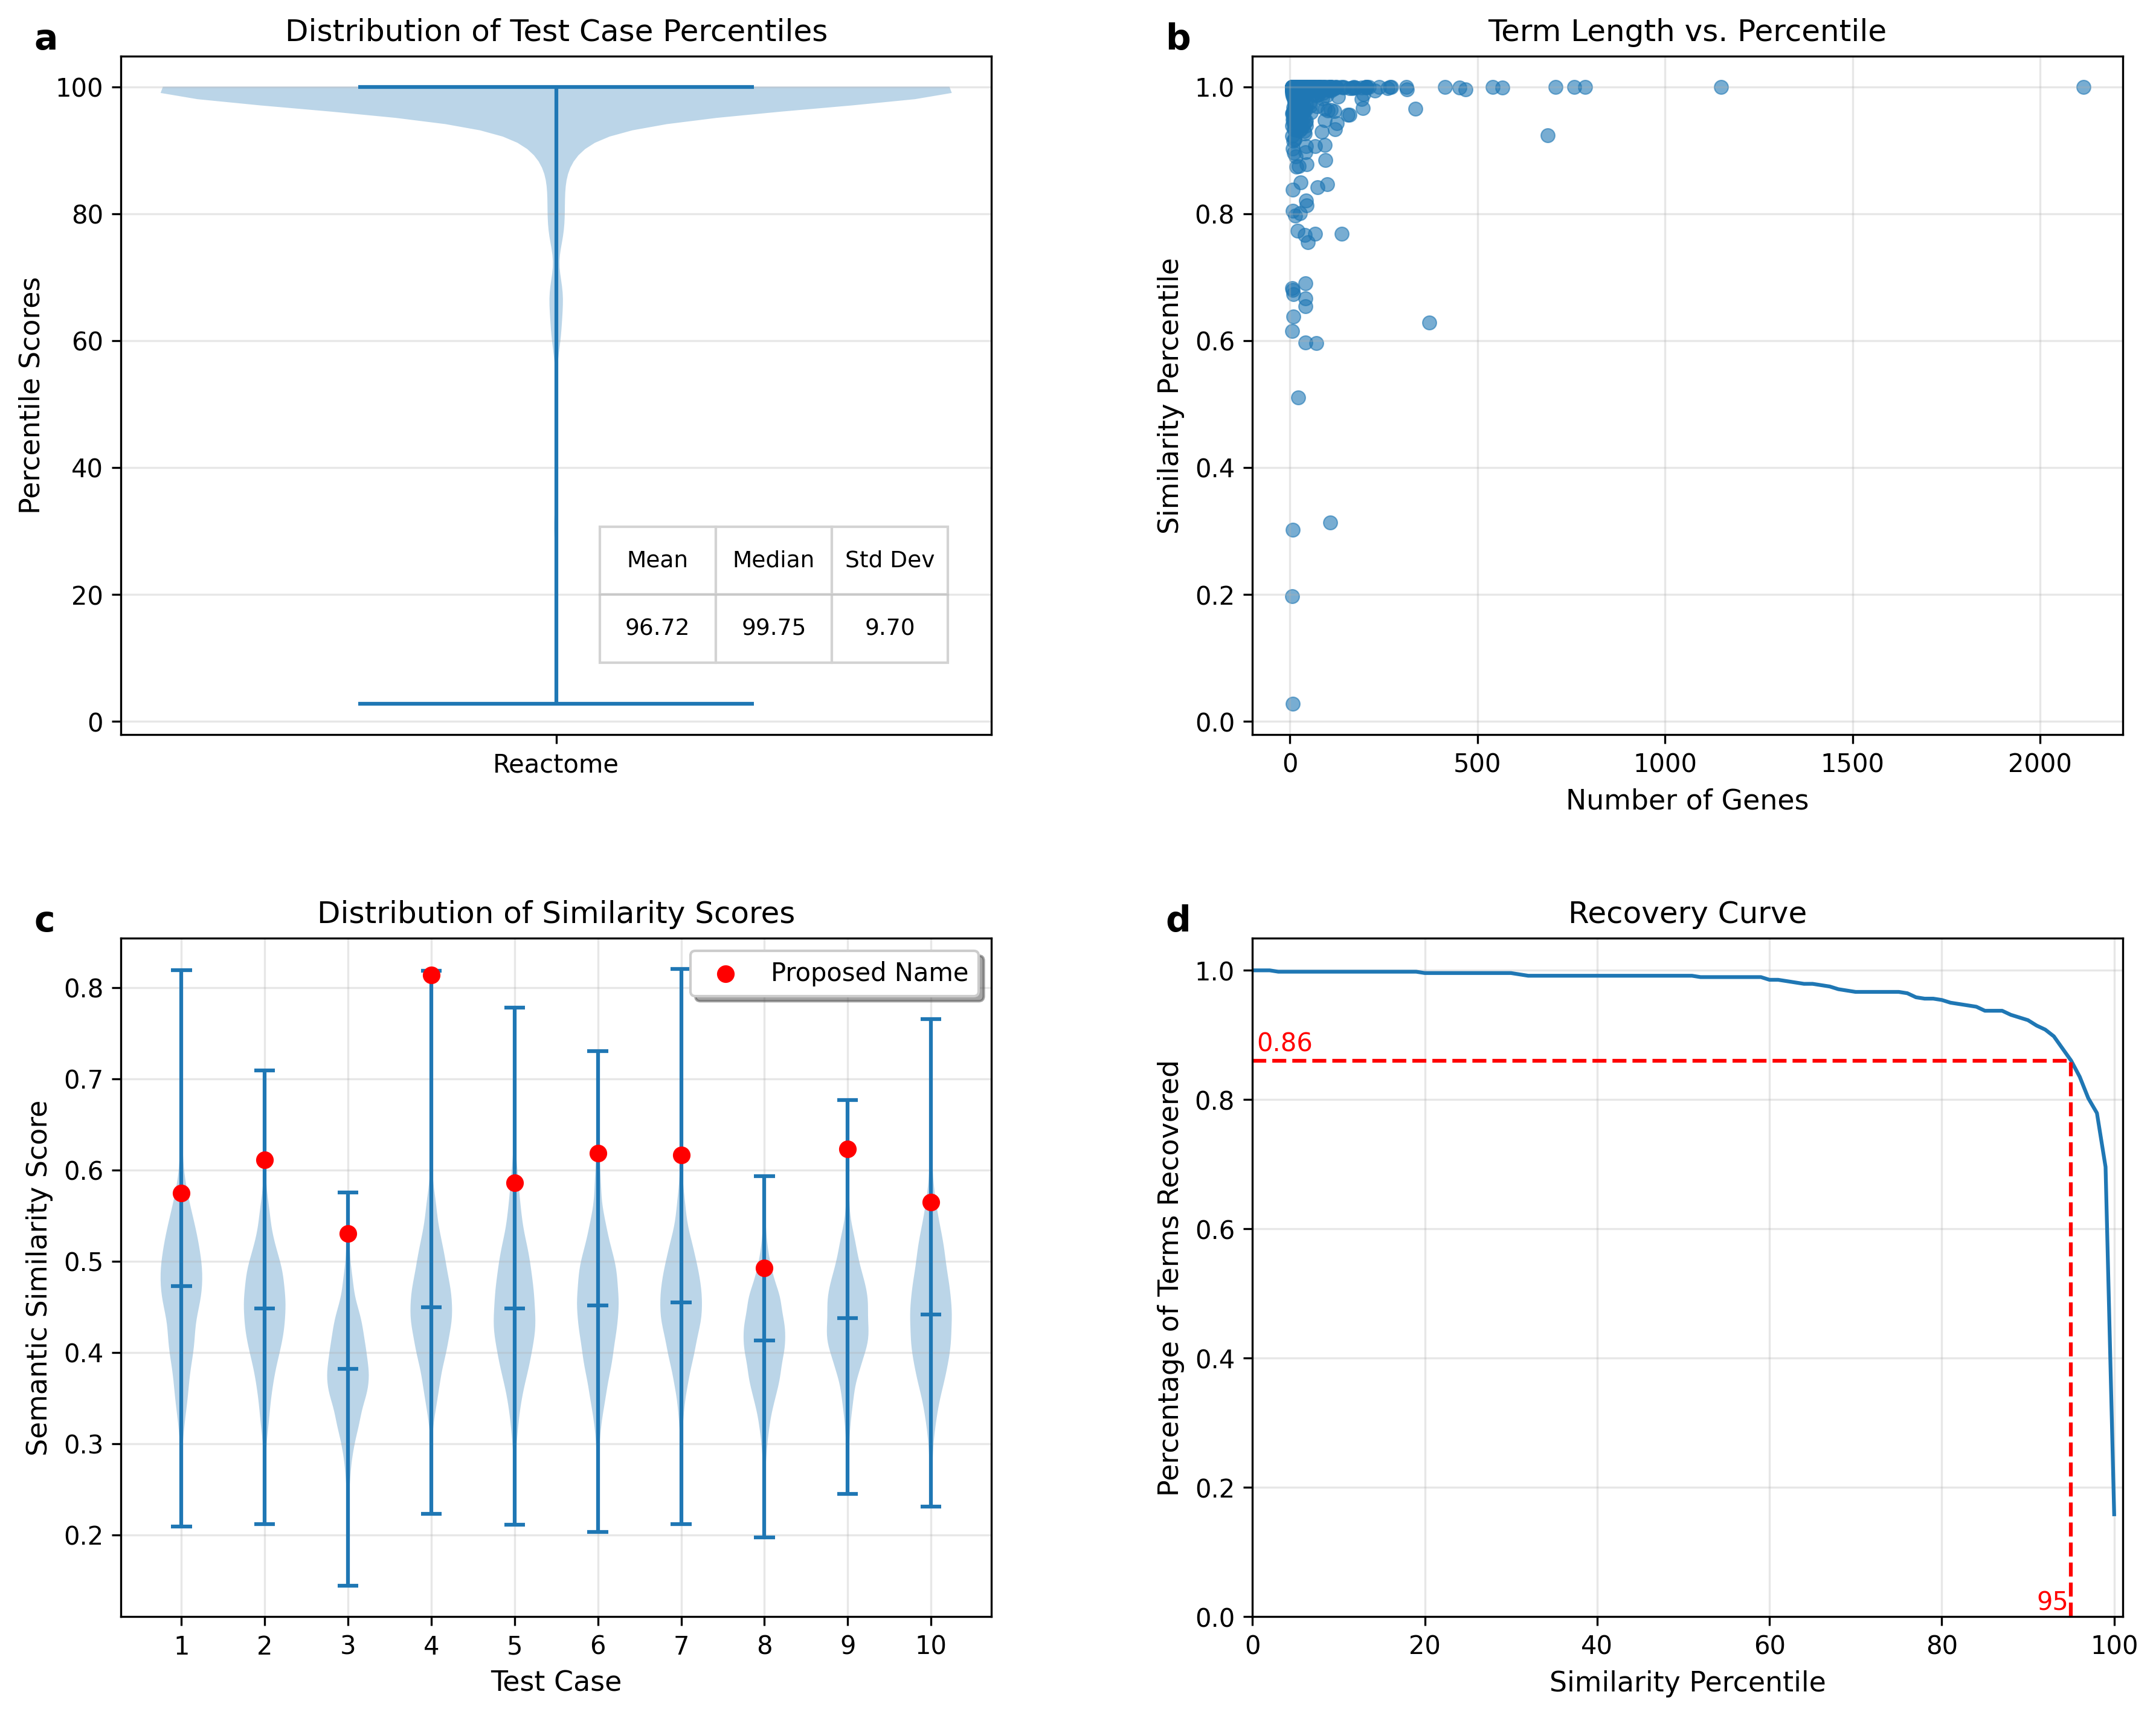 a
Distribution of Test Case Percentiles
100
80
60
40
20
0
Percentile Scores
Mean Median Std Dev
96.72 99.75 9.70
Reactome
b
Term Length vs. Percentile
1.0
0.8
0.6
0.4
0.2
0.0
Similarity Percentile
0 500 1000 1500 2000
Number of Genes
c
Distribution of Similarity Scores
Proposed Name
0.8
0.7
0.6
0.5
0.4
0.3
0.2
Semantic Similarity Score
1 2 3 4 5 6 7 8 9 10
Test Case
d
Recovery Curve
1.0
0.8
0.6
0.4
0.2
0.0
Percentage of Terms Recovered
0.86
95
0 20 40 60 80 100
Similarity Percentile